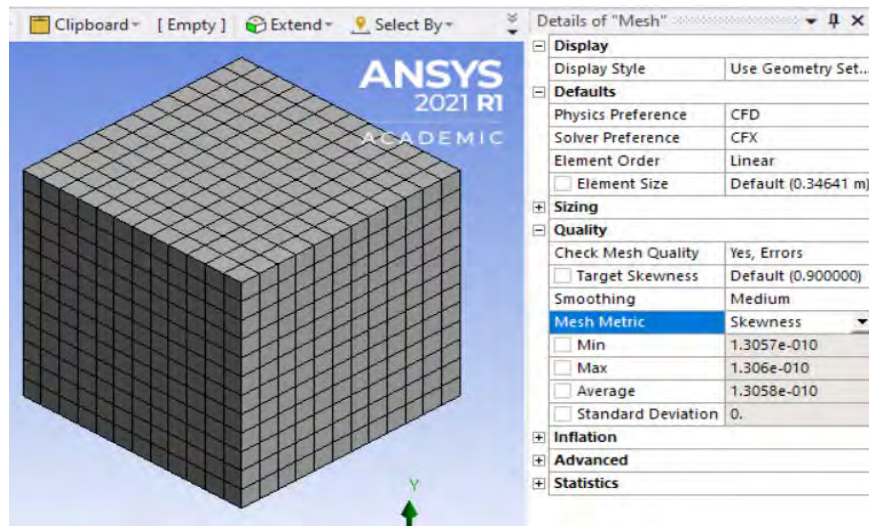 Clipboard [ Empty ] Extend Select By
ANSYS
2021 R1
ACADEMIC
Y
Details of "Mesh"
Display
Display Style Use Geometry Set...
Defaults
Physics Preference CFD
Solver Preference CFX
Element Order Linear
Element Size Default (0.34641 m)
Sizing
Quality
Check Mesh Quality Yes, Errors
Target Skewness Default (0.900000)
Smoothing Medium
Mesh Metric Skewness
Min 1.3057e-010
Max 1.306e-010
Average 1.3058e-010
Standard Deviation 0.
Inflation
Advanced
Statistics